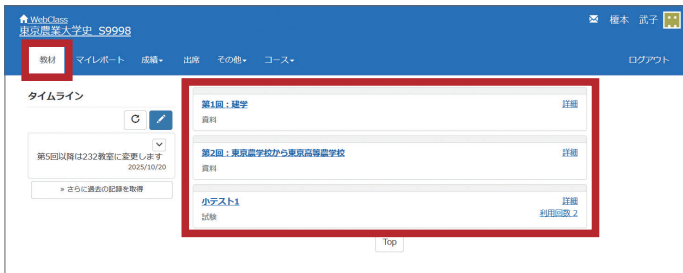 WebClass
東京農業大学史_S9998
榎本 武子
教材 マイレポート 成績 出席 その他 コース ログアウト
タイムライン
第5回以降は232教室に変更します
2025/10/20
» さらに過去の記録を取得
第1回：建学 詳細
資料
第2回：東京農学校から東京高等農学校 詳細
資料
小テスト1 詳細
試験 利用回数 2
Top